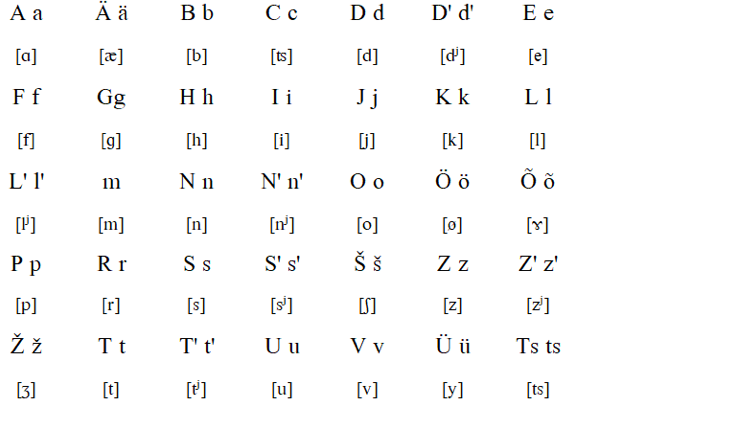 A a Ä ä B b C c D d D' d' E e
[ɑ] [æ] [b] [ts] [d] [dʲ] [e]
F f Gg H h I i J j K k L l
[f] [g] [h] [i] [j] [k] [l]
L' l' m N n N' n' O o Ö ö Õ õ
[lʲ] [m] [n] [nʲ] [o] [ø] [ɤ]
P p R r S s S' s' Š š Z z Z' z'
[p] [r] [s] [sʲ] [ʃ] [z] [zʲ]
Ž ž T t T' t' U u V v Ü ü Ts ts
[ʒ] [t] [tʲ] [u] [v] [y] [ts]